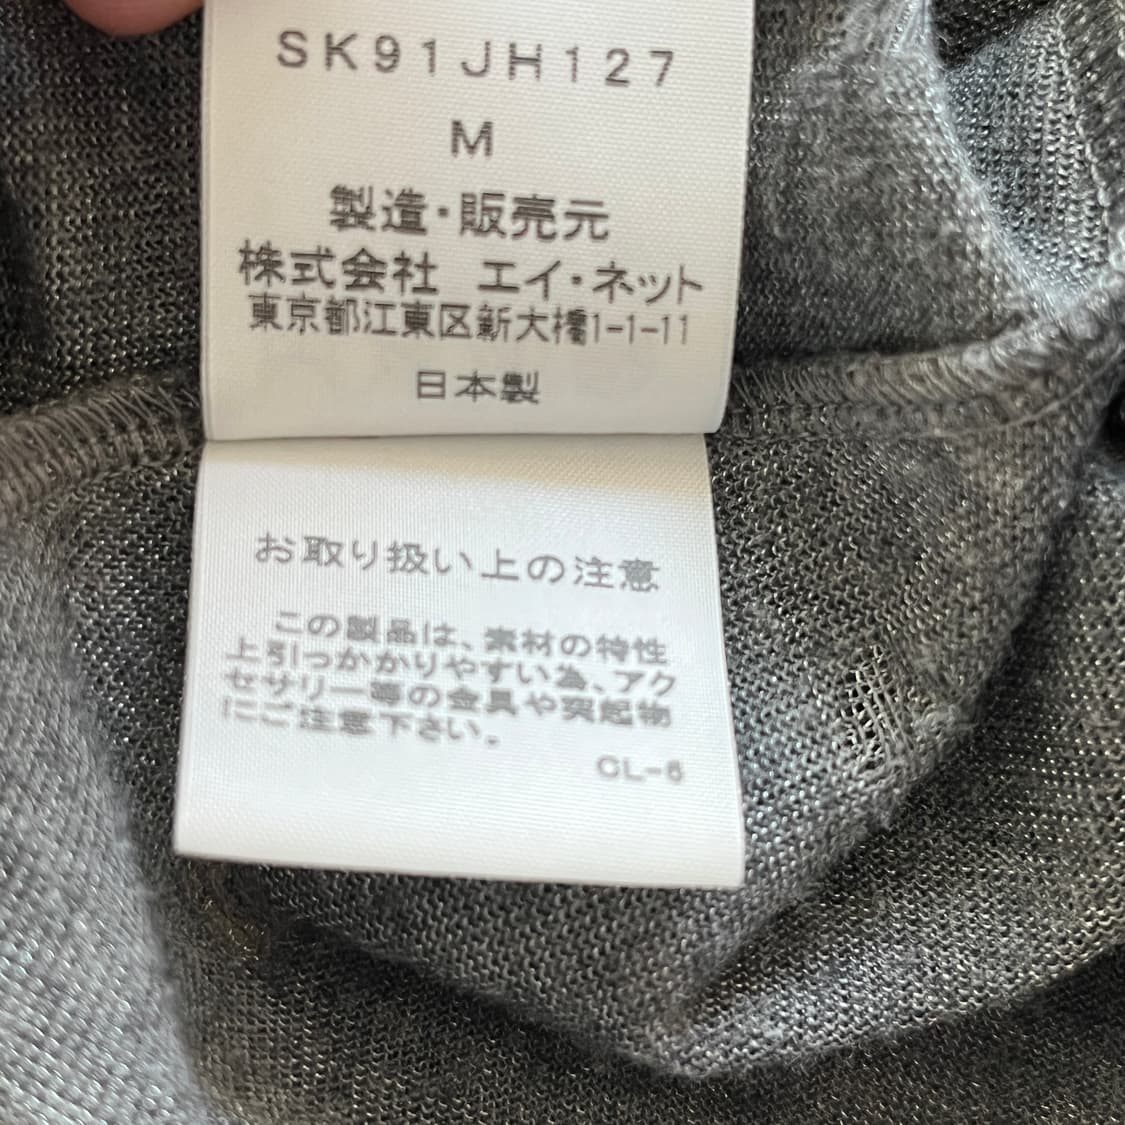 SK91JH127
M
製造・販売元
株式会社 エイ・ネット
東京都江東区新大橋1-1-11
日本製
お取り扱い上の注意
この製品は、素材の特性
上引っかかりやすい為、アク
セサリー等の金具や突起物
にご注意下さい。
CL-6